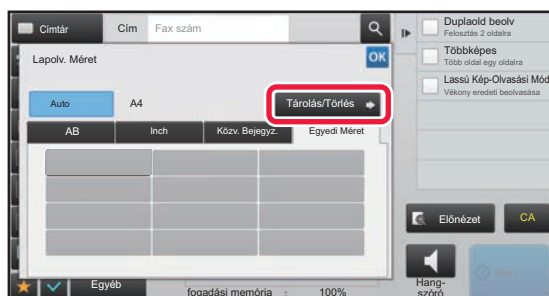 Címtár
Cím
Fax szám
Lapolv. Méret
OK
Auto
A4
Tárolás/Törlés
AB
Inch
Közv. Bejegyz.
Egyedi Méret
Egyéb
fogadási memória : 100%
Duplaold beolv
Felosztás 2 oldalra
Többképes
Több oldal egy oldalra
Lassú Kép-Olvasási Mód
Vékony eredeti beolvasása
Előnézet
CA
Hang-
szóró
Start